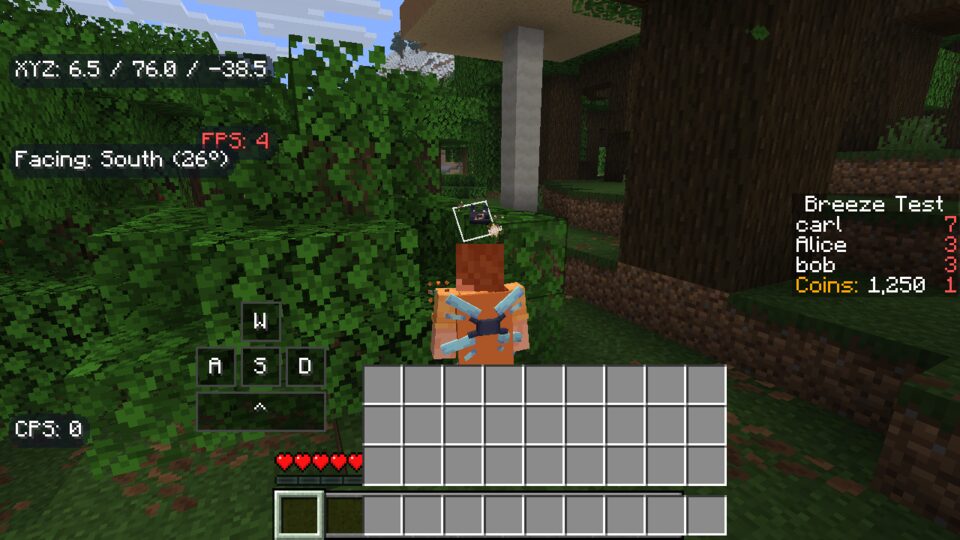 XYZ: 6.5 / 76.0 / -38.5
FPS: 4
Facing: South (26°)
Breeze Test
carl 7
Alice 3
bob 3
Coins: 1,250 1
W
A S D
^
CPS: 0